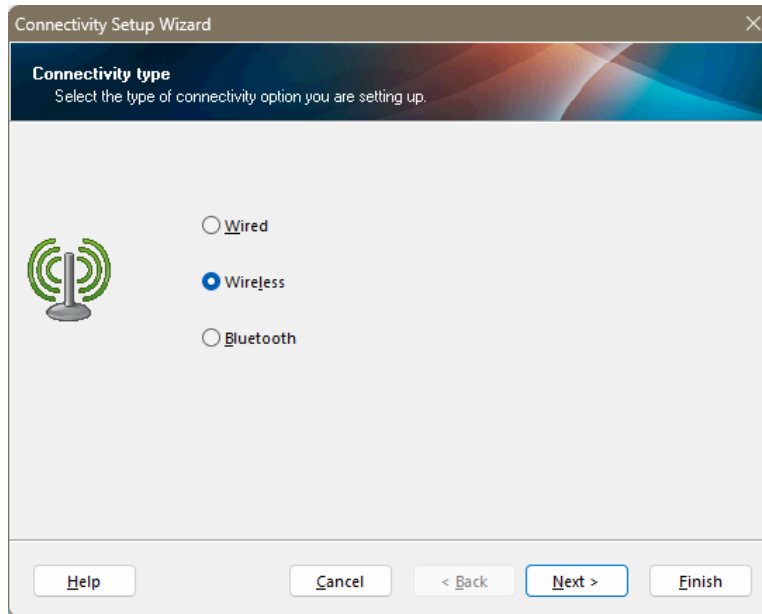 Connectivity Setup Wizard
Connectivity type
Select the type of connectivity option you are setting up.
Wired
Wireless
Bluetooth
Help Cancel < Back Next > Finish